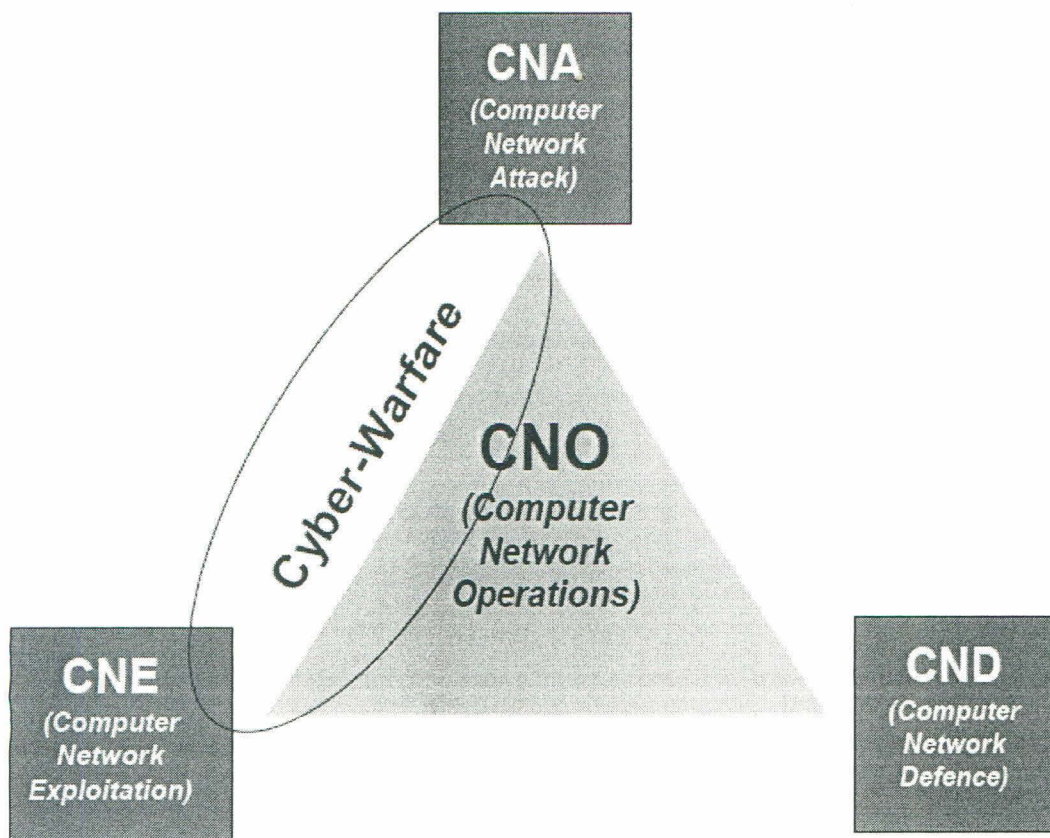 CNA
(Computer
Network
Attack)
Cyber-Warfare
CNO
(Computer
Network
Operations)
CNE
(Computer
Network
Exploitation)
CND
(Computer
Network
Defence)